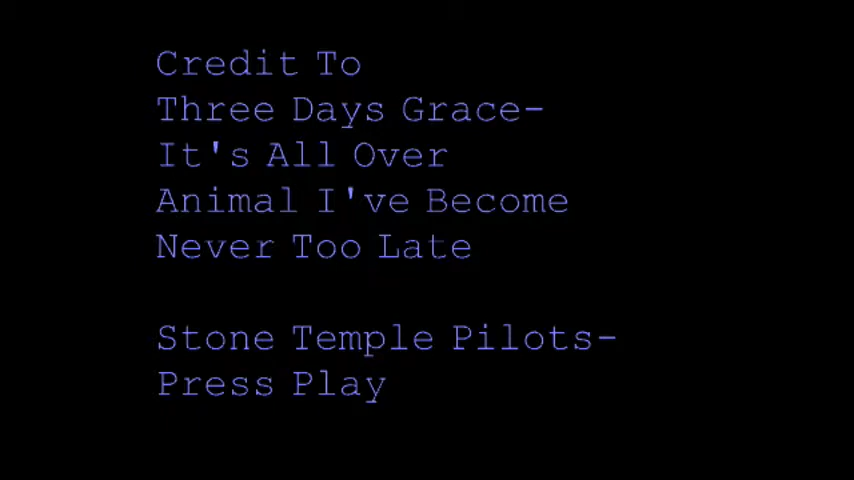 Credit To
Three Days Grace-
It's All Over
Animal I've Become
Never Too Late
Stone Temple Pilots-
Press Play